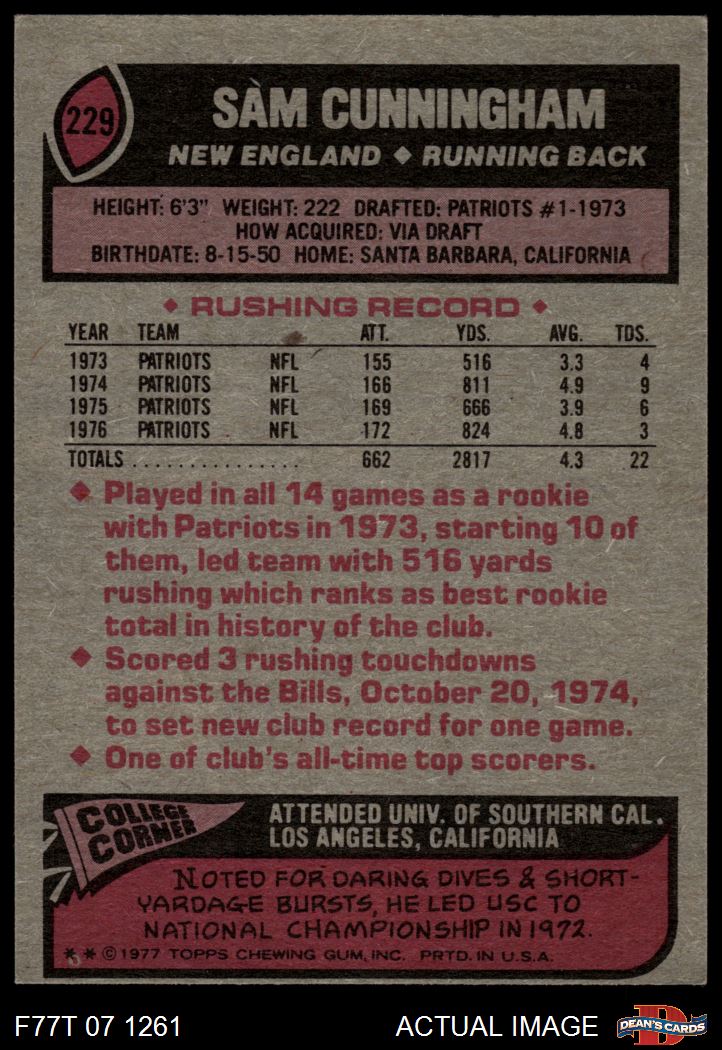 229
SAM CUNNINGHAM
NEW ENGLAND ◆ RUNNING BACK
HEIGHT: 6'3" WEIGHT: 222 DRAFTED: PATRIOTS #1-1973
HOW ACQUIRED: VIA DRAFT
BIRTHDATE: 8-15-50 HOME: SANTA BARBARA, CALIFORNIA
◆ RUSHING RECORD ◆
YEAR TEAM ATT. YDS. AVG. TDS.
1973 PATRIOTS NFL 155 516 3.3 4
1974 PATRIOTS NFL 166 811 4.9 9
1975 PATRIOTS NFL 169 666 3.9 6
1976 PATRIOTS NFL 172 824 4.8 3
TOTALS . . . . . . . . . . . . . . . . 662 2817 4.3 22
◆ Played in all 14 games as a rookie
with Patriots in 1973, starting 10 of
them, led team with 516 yards
rushing which ranks as best rookie
total in history of the club.
◆ Scored 3 rushing touchdowns
against the Bills, October 20, 1974,
to set new club record for one game.
◆ One of club's all-time top scorers.
COLLEGE
CORNER
ATTENDED UNIV. OF SOUTHERN CAL.
LOS ANGELES, CALIFORNIA
NOTED FOR DARING DIVES & SHORT-
YARDAGE BURSTS, HE LED USC TO
NATIONAL CHAMPIONSHIP IN 1972.
* * © 1977 TOPPS CHEWING GUM, INC. PRTD. IN U.S.A.
F77T 07 1261 ACTUAL IMAGE
D
DEAN'S CARDS